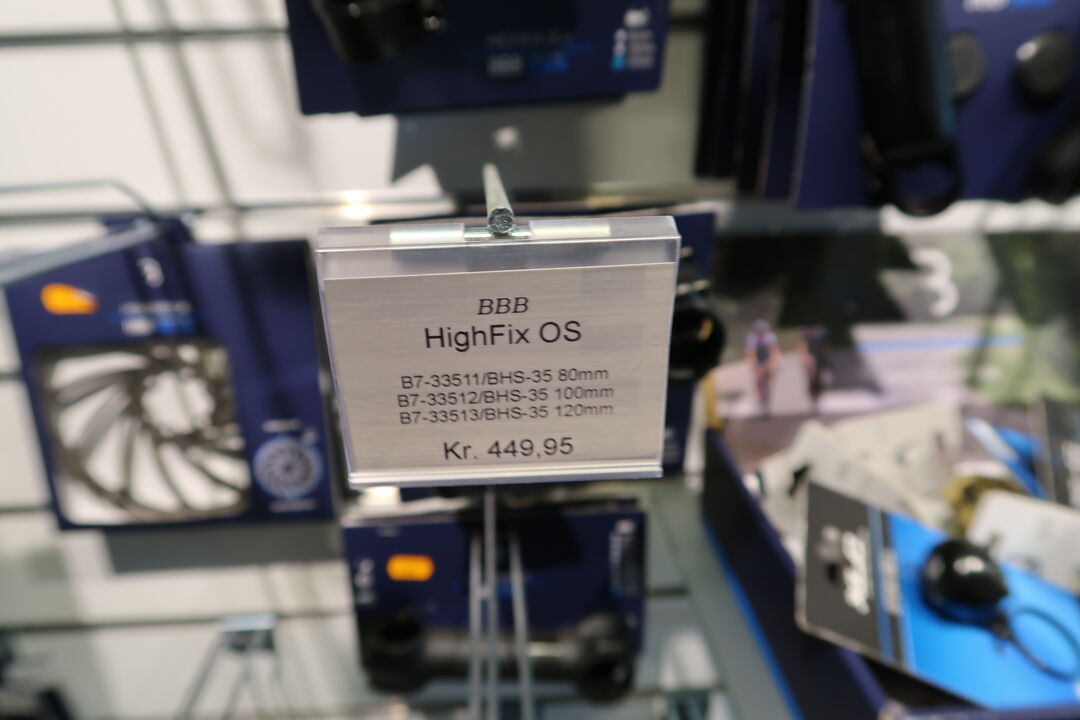 BBB
HighFix OS
B7-33511/BHS-35 80mm
B7-33512/BHS-35 100mm
B7-33513/BHS-35 120mm
Kr. 449,95
3